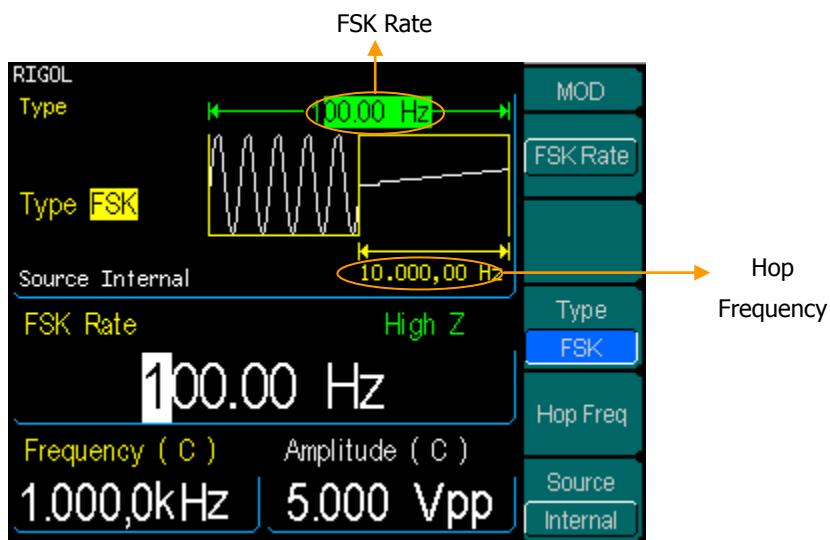 FSK Rate
RIGOL
Type
100.00 Hz
Type FSK
Source Internal
10.000,00 Hz
FSK Rate
High Z
100.00 Hz
Frequency ( C )
Amplitude ( C )
1.000,0kHz
5.000 Vpp
MOD
FSK Rate
Type
FSK
Hop Freq
Source
Internal
Hop
Frequency